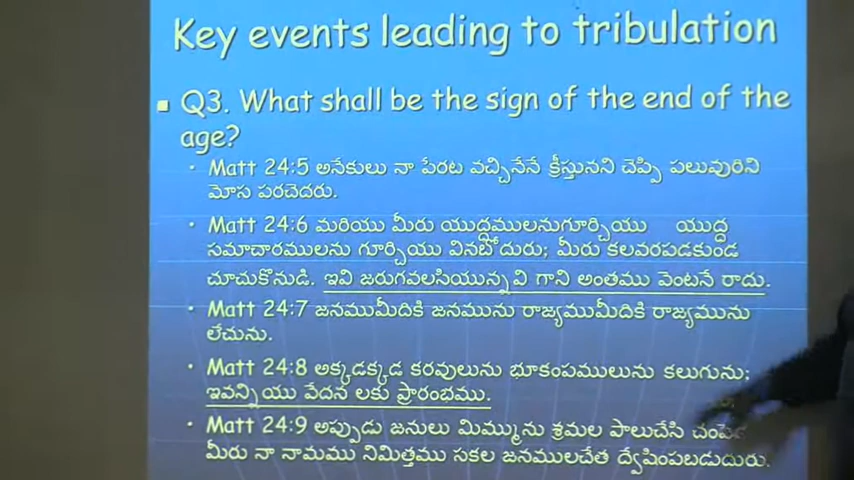 Key events leading to tribulation
Q3. What shall be the sign of the end of the
age?
Matt 24:5 అనేకులు నా పేరట వచ్చినేనే క్రీస్తునని చెప్పి పలువురిని
మోస పరచెదరు.
Matt 24:6 మరియు మీరు యుద్దములనుగూర్చియు యుద్ద
సమాచారములను గూర్చియు వినబోదురు; మీరు కలవరపడకుండ
చూచుకొనుడి. ఇవి జరుగవలసియున్నవి గాని అంతము వెంటనే రాదు.
Matt 24:7 జనముమీదికి జనమును రాజ్యముమీదికి రాజ్యమును
లేచును.
Matt 24:8 అక్కడక్కడ కరవులును భూకంపములును కలుగును;
ఇవన్నియు వేదన లకు ప్రారంభము.
Matt 24:9 అప్పుడు జనులు మిమ్మును శ్రమల పాలుచేసి
మీరు నా నామము నిమిత్తము సకల జనములచేత ద్వేషింపబడుదురు.